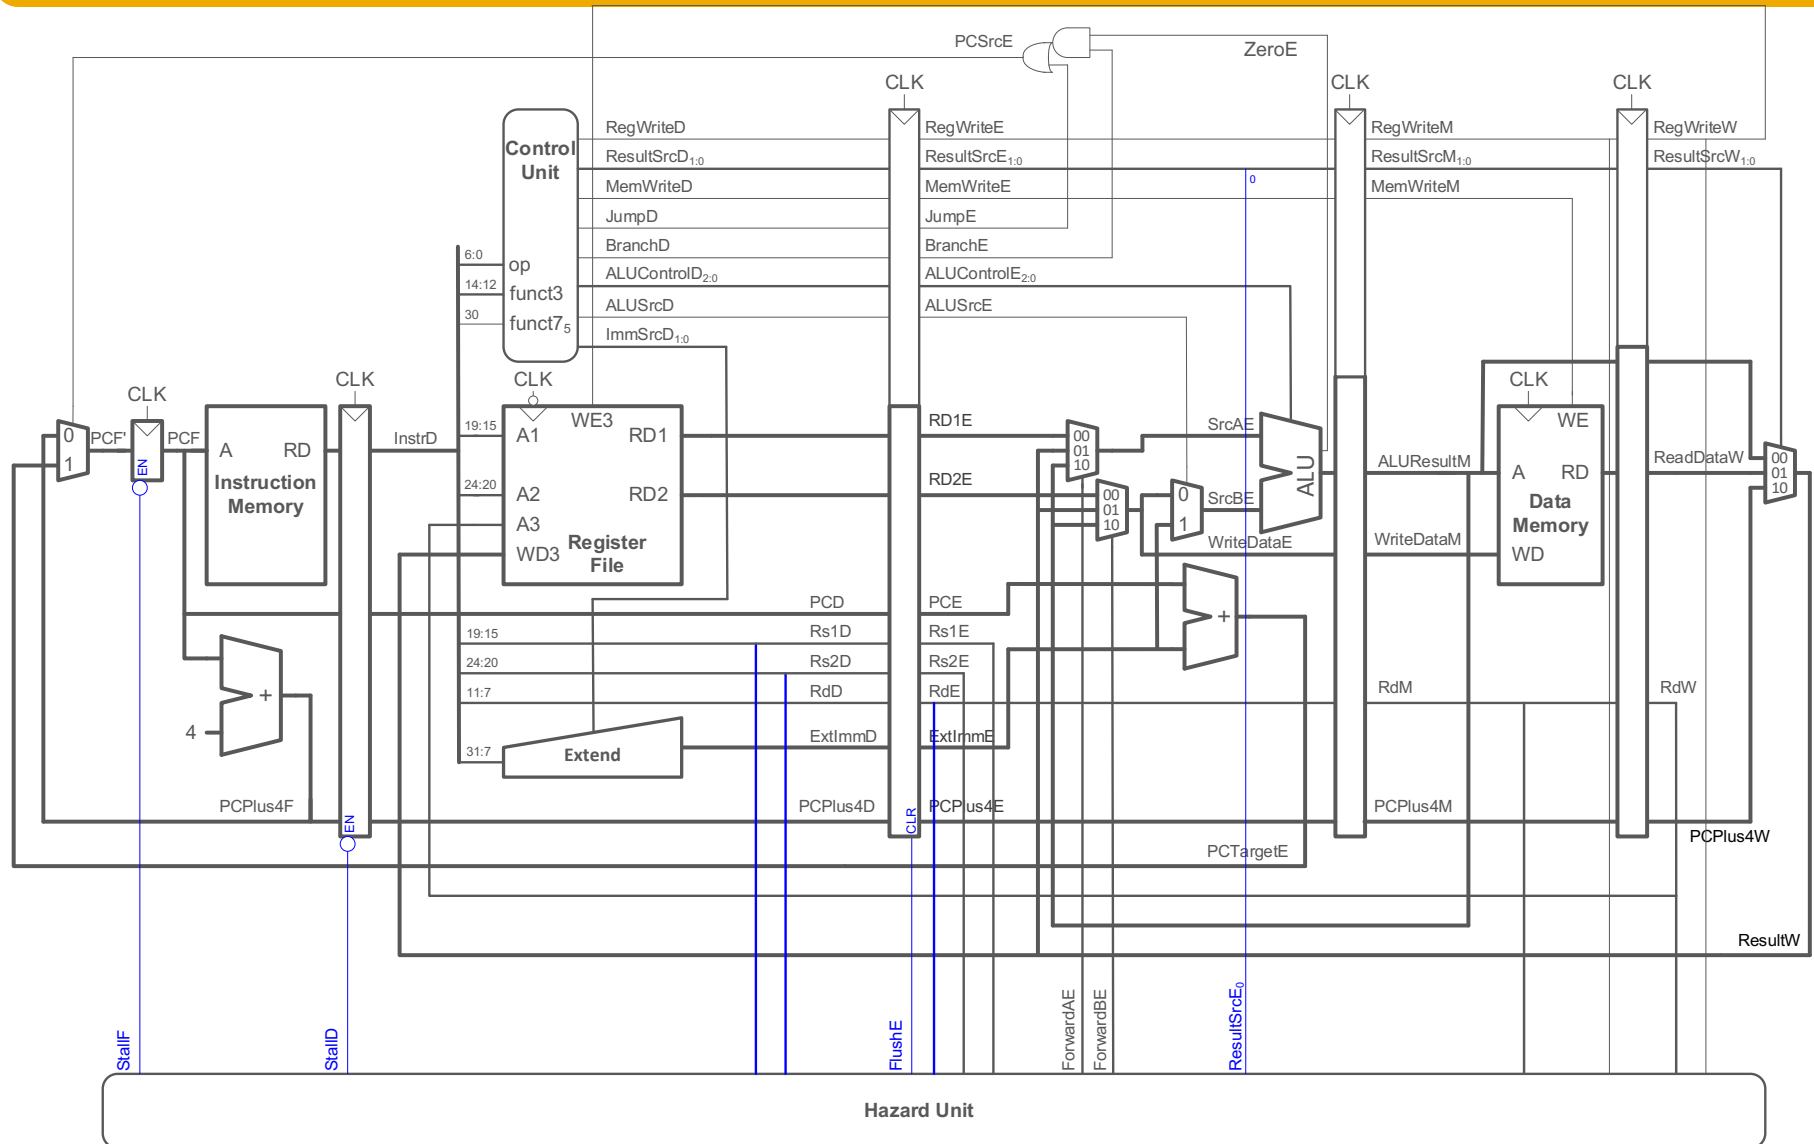 PCSrcE
ZeroE
CLK
CLK
CLK
Control Unit
op
funct3
funct7₅
6:0
14:12
30
RegWriteD
RegWriteE
RegWriteM
RegWriteW
ResultSrcD₁:₀
ResultSrcE₁:₀
0
ResultSrcM₁:₀
ResultSrcW₁:₀
MemWriteD
MemWriteE
MemWriteM
JumpD
JumpE
BranchD
BranchE
ALUControlD₂:₀
ALUControlE₂:₀
ALUSrcD
ALUSrcE
ImmSrcD₁:₀
CLK
CLK
CLK
CLK
0
1
PCF'
EN
PCF
A
RD
Instruction
Memory
InstrD
19:15
A1
WE3
RD1
24:20
A2
RD2
A3
WD3
Register
File
RD1E
RD2E
00
01
10
00
01
10
0
1
SrcAE
SrcBE
ALU
WriteDataE
ALUResultM
WriteDataM
A
RD
WE
Data
Memory
WD
ReadDataW
00
01
10
PCD
PCE
+
19:15
Rs1D
Rs1E
24:20
Rs2D
Rs2E
11:7
RdD
RdE
RdM
RdW
+
4
31:7
Extend
ExtImmD
ExtImmE
PCPlus4F
EN
PCPlus4D
CLR
PCPlus4E
PCPlus4M
PCPlus4W
PCTargetE
ResultW
StallF
StallD
FlushE
ForwardAE
ForwardBE
ResultSrcE₀
Hazard Unit